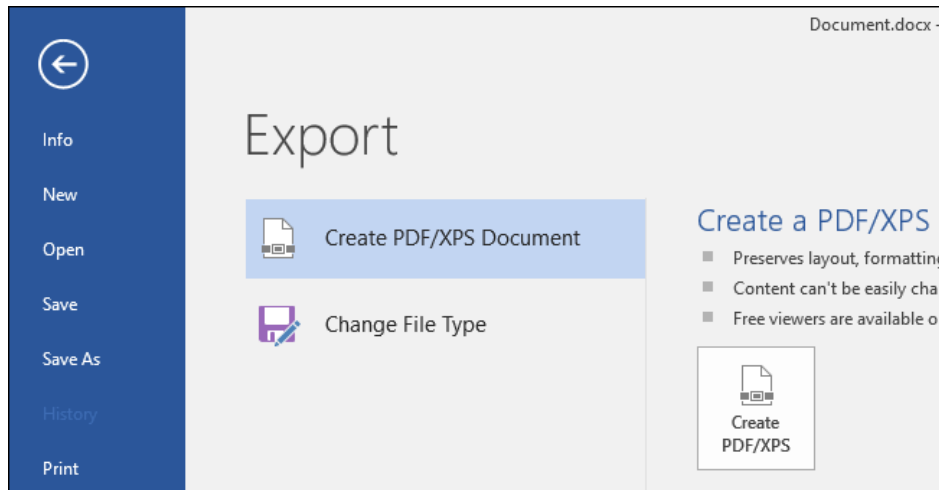 Document.docx -
Info
New
Open
Save
Save As
History
Print
Export
Create PDF/XPS Document
Change File Type
Create a PDF/XPS
Preserves layout, formatting
Content can't be easily cha
Free viewers are available o
Create
PDF/XPS